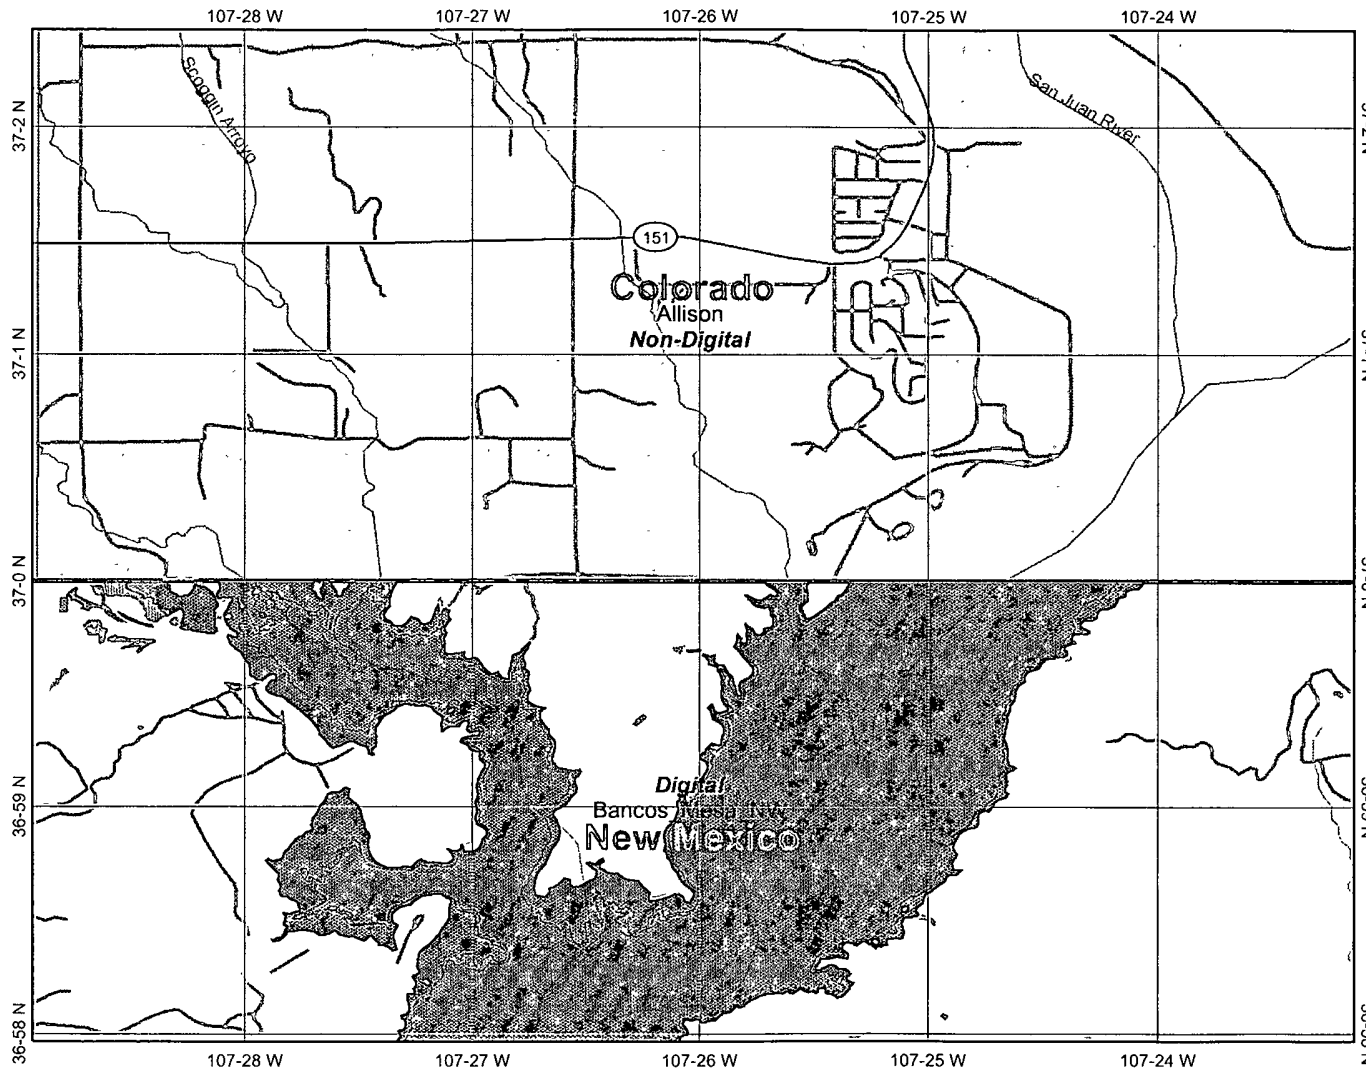 107-28 W
107-27 W
107-26 W
107-25 W
107-24 W
37-2 N
Scoggin Arroyo
San Juan River
151
Colorado
Allison
Non-Digital
37-1 N
37-0 N
Digital
Bancos Mesa NW
New Mexico
36-59 N
36-58 N
107-28 W
107-27 W
107-26 W
107-25 W
107-24 W